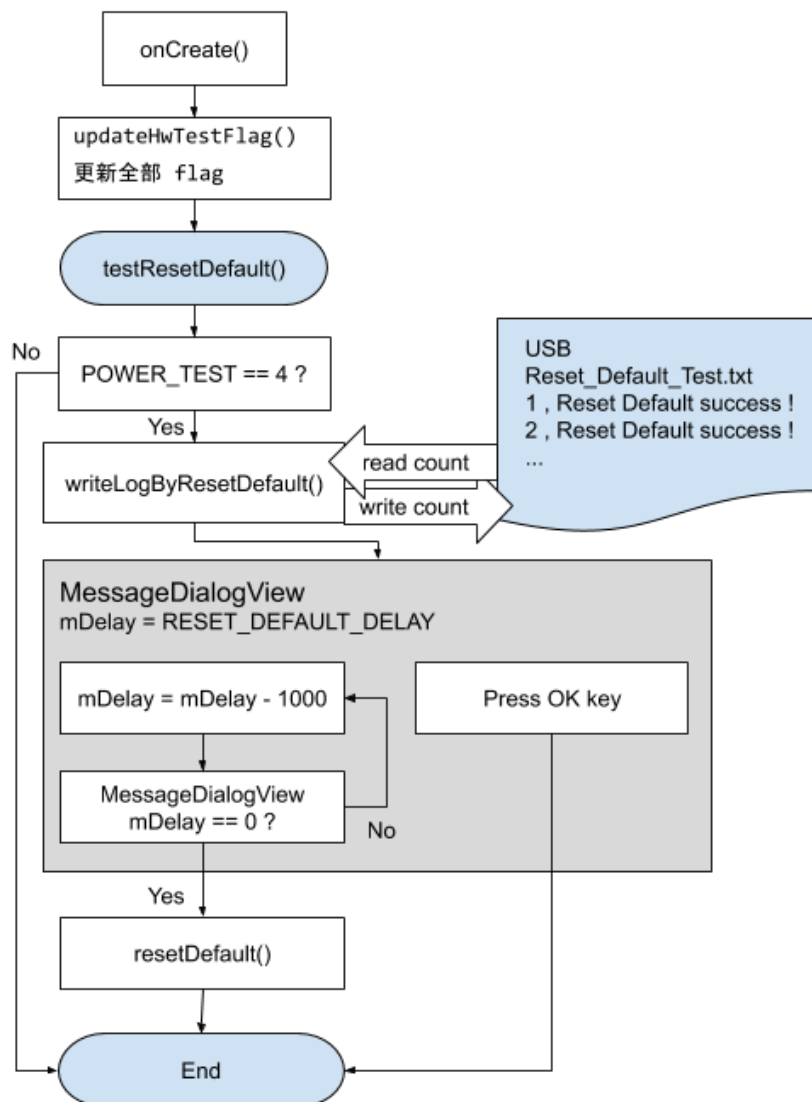 onCreate()
updateHwTestFlag()
更新全部 flag
testResetDefault()
No
POWER_TEST == 4 ?
Yes
USB
Reset_Default_Test.txt
1 , Reset Default success !
2 , Reset Default success !
...
writeLogByResetDefault()
read count
write count
MessageDialogView
mDelay = RESET_DEFAULT_DELAY
mDelay = mDelay - 1000
Press OK key
MessageDialogView
mDelay == 0 ?
No
Yes
resetDefault()
End